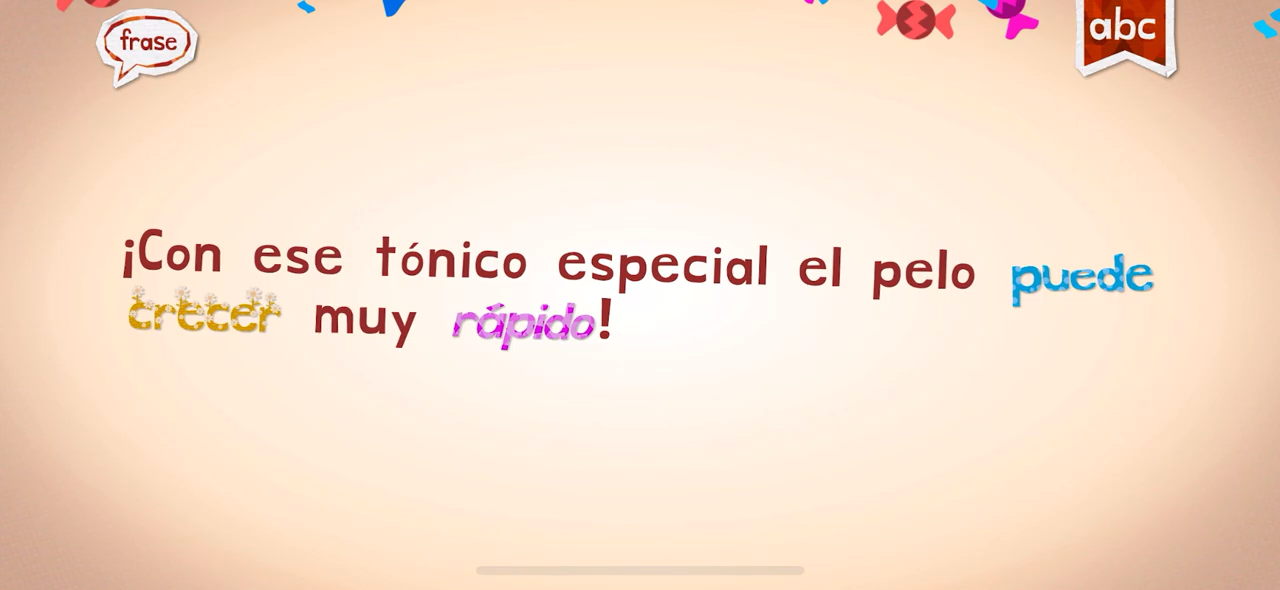 frase
abc
¡Con ese tónico especial el pelo puede
crecer muy rápido!